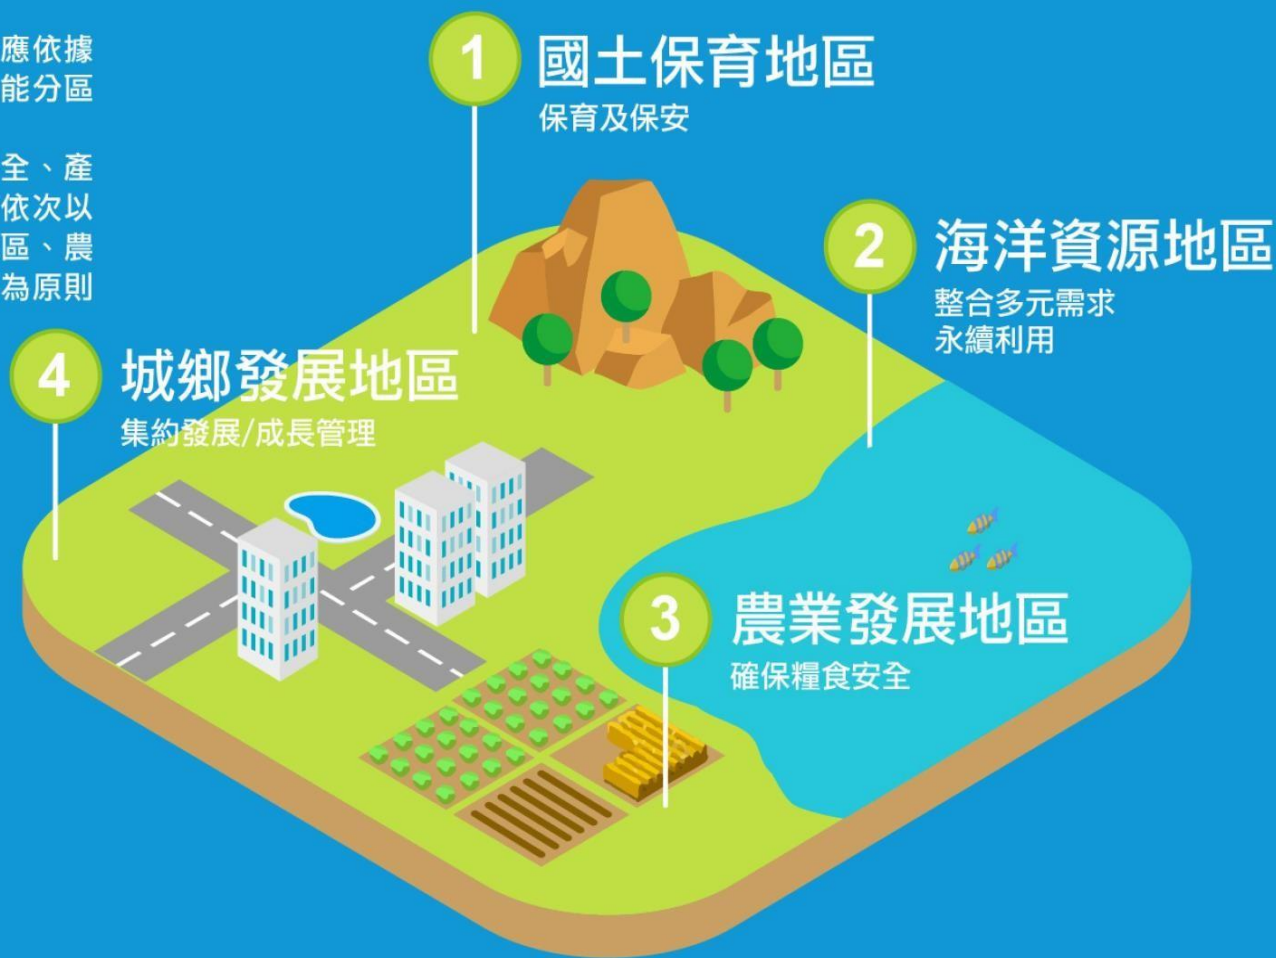 應依據
能分區
全、產
依次以
區、農
為原則
1
國土保育地區
保育及保安
2
海洋資源地區
整合多元需求
永續利用
4
城鄉發展地區
集約發展/成長管理
3
農業發展地區
確保糧食安全